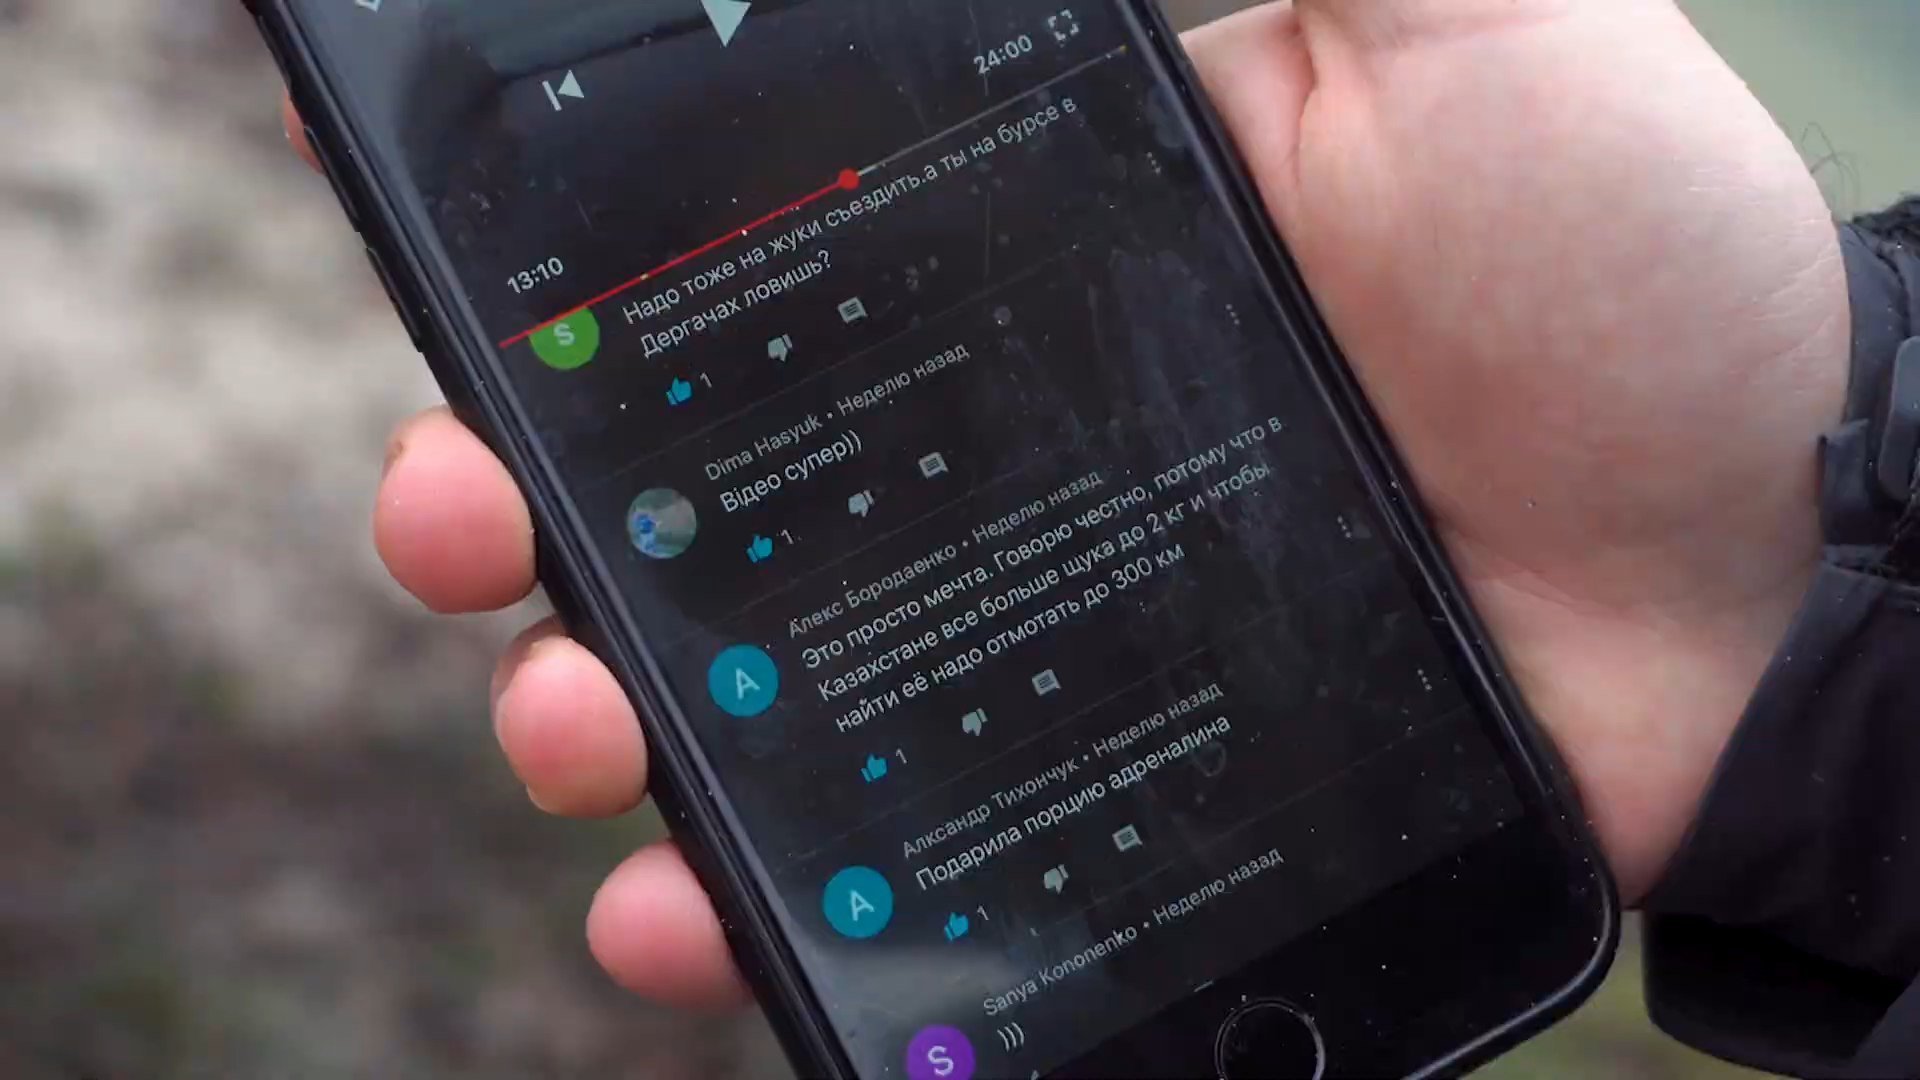 24:00
13:10
Надо тоже на жуки съездить.а ты на бурсе в
Дергачах ловишь?
S
1
Dima Hasyuk • Неделю назад
Відео супер))
1
Алекс Бородаенко • Неделю назад
Это просто мечта. Говорю честно, потому что в
Казахстане все больше щука до 2 кг и чтобы
найти её надо отмотать до 300 км
A
1
Алксандр Тихончук • Неделю назад
Подарила порцию адреналина
A
1
Sanya Kononenko • Неделю назад
)))
S